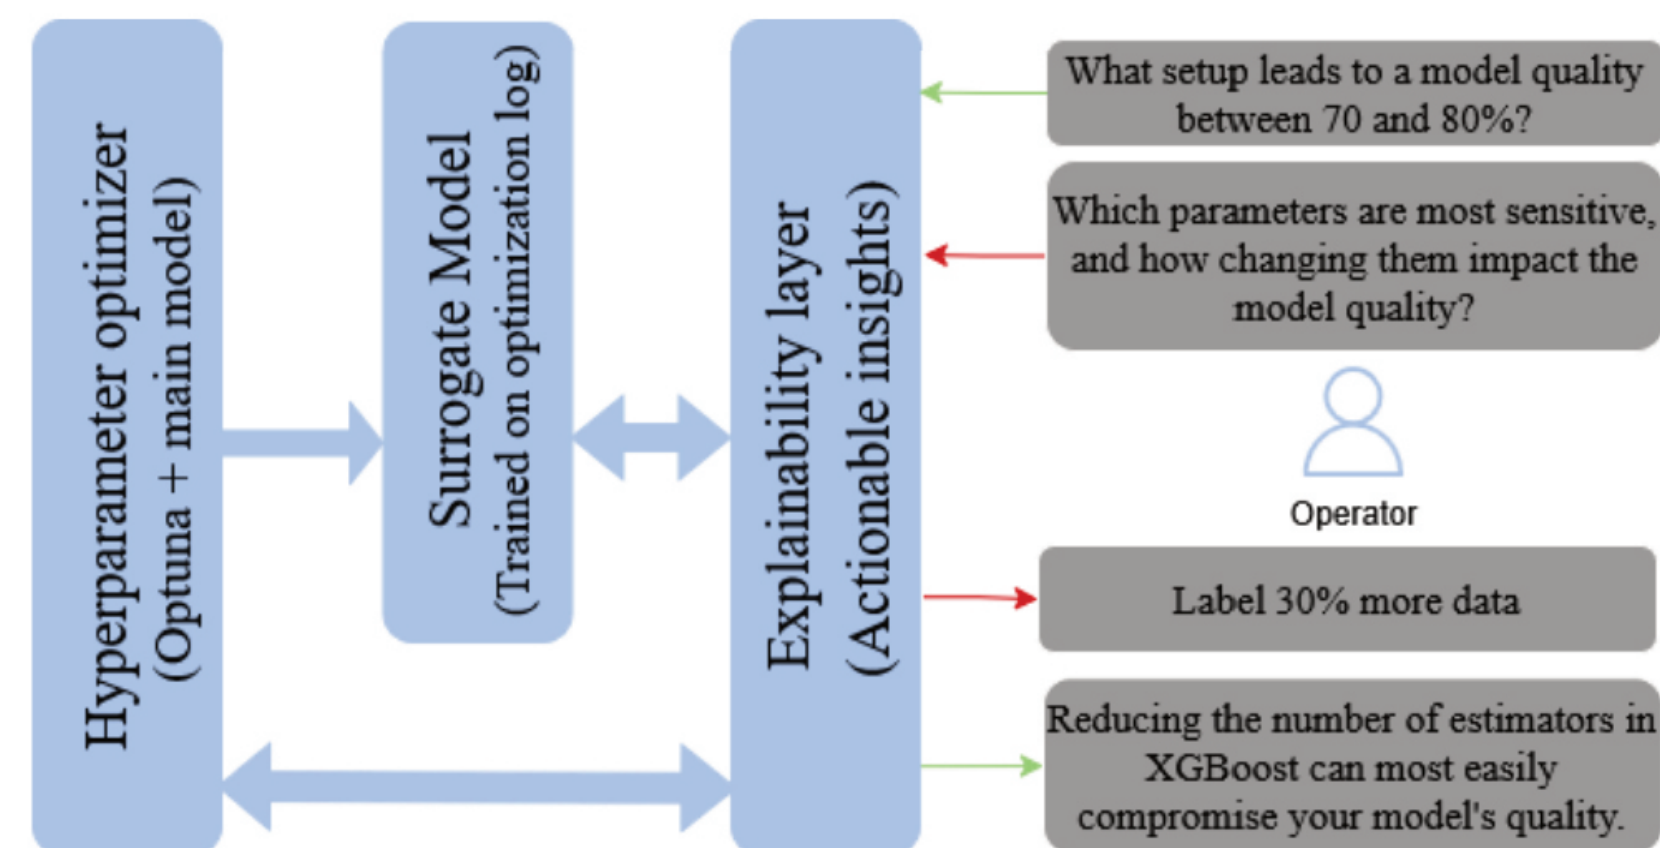 Hyperparameter optimizer
(Optuna + main model)
Surrogate Model
(Trained on optimization log)
Explainability layer
(Actionable insights)
What setup leads to a model quality
between 70 and 80%?
Which parameters are most sensitive,
and how changing them impact the
model quality?
Operator
Label 30% more data
Reducing the number of estimators in
XGBoost can most easily
compromise your model's quality.